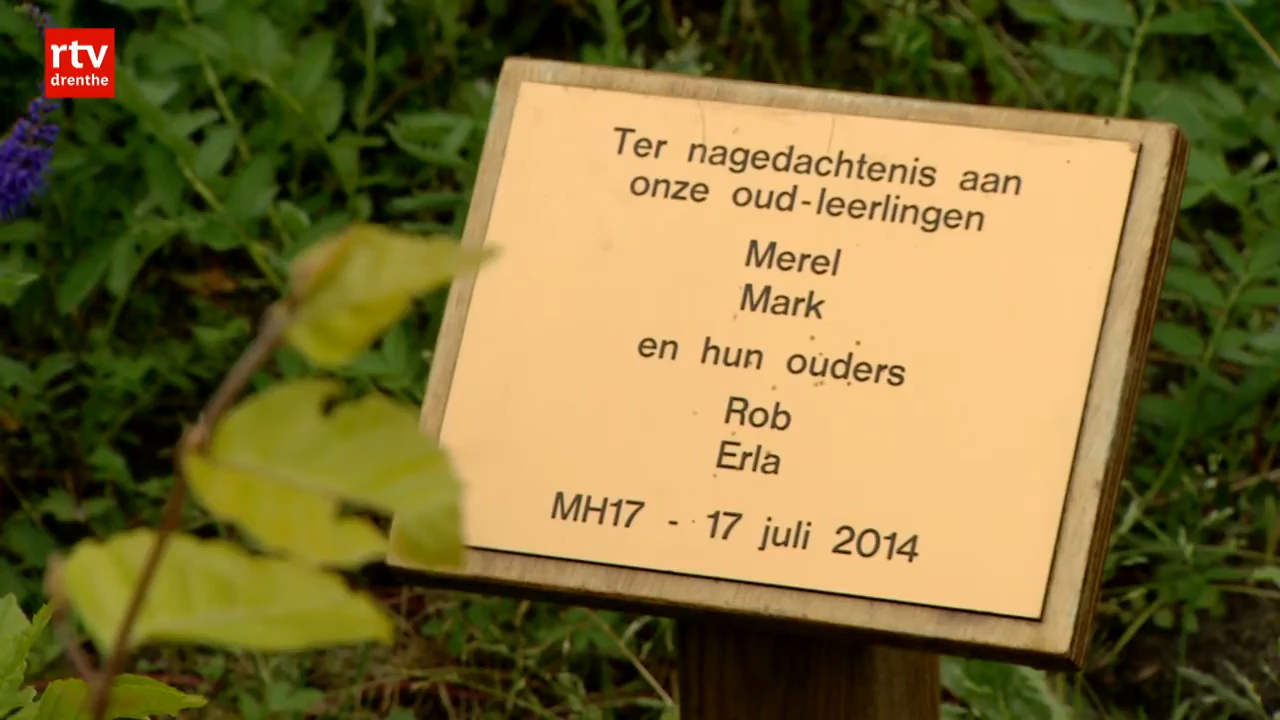 rtv
drenthe
Ter nagedachtenis aan
onze oud-leerlingen
Merel
Mark
en hun ouders
Rob
Erla
MH17 - 17 juli 2014